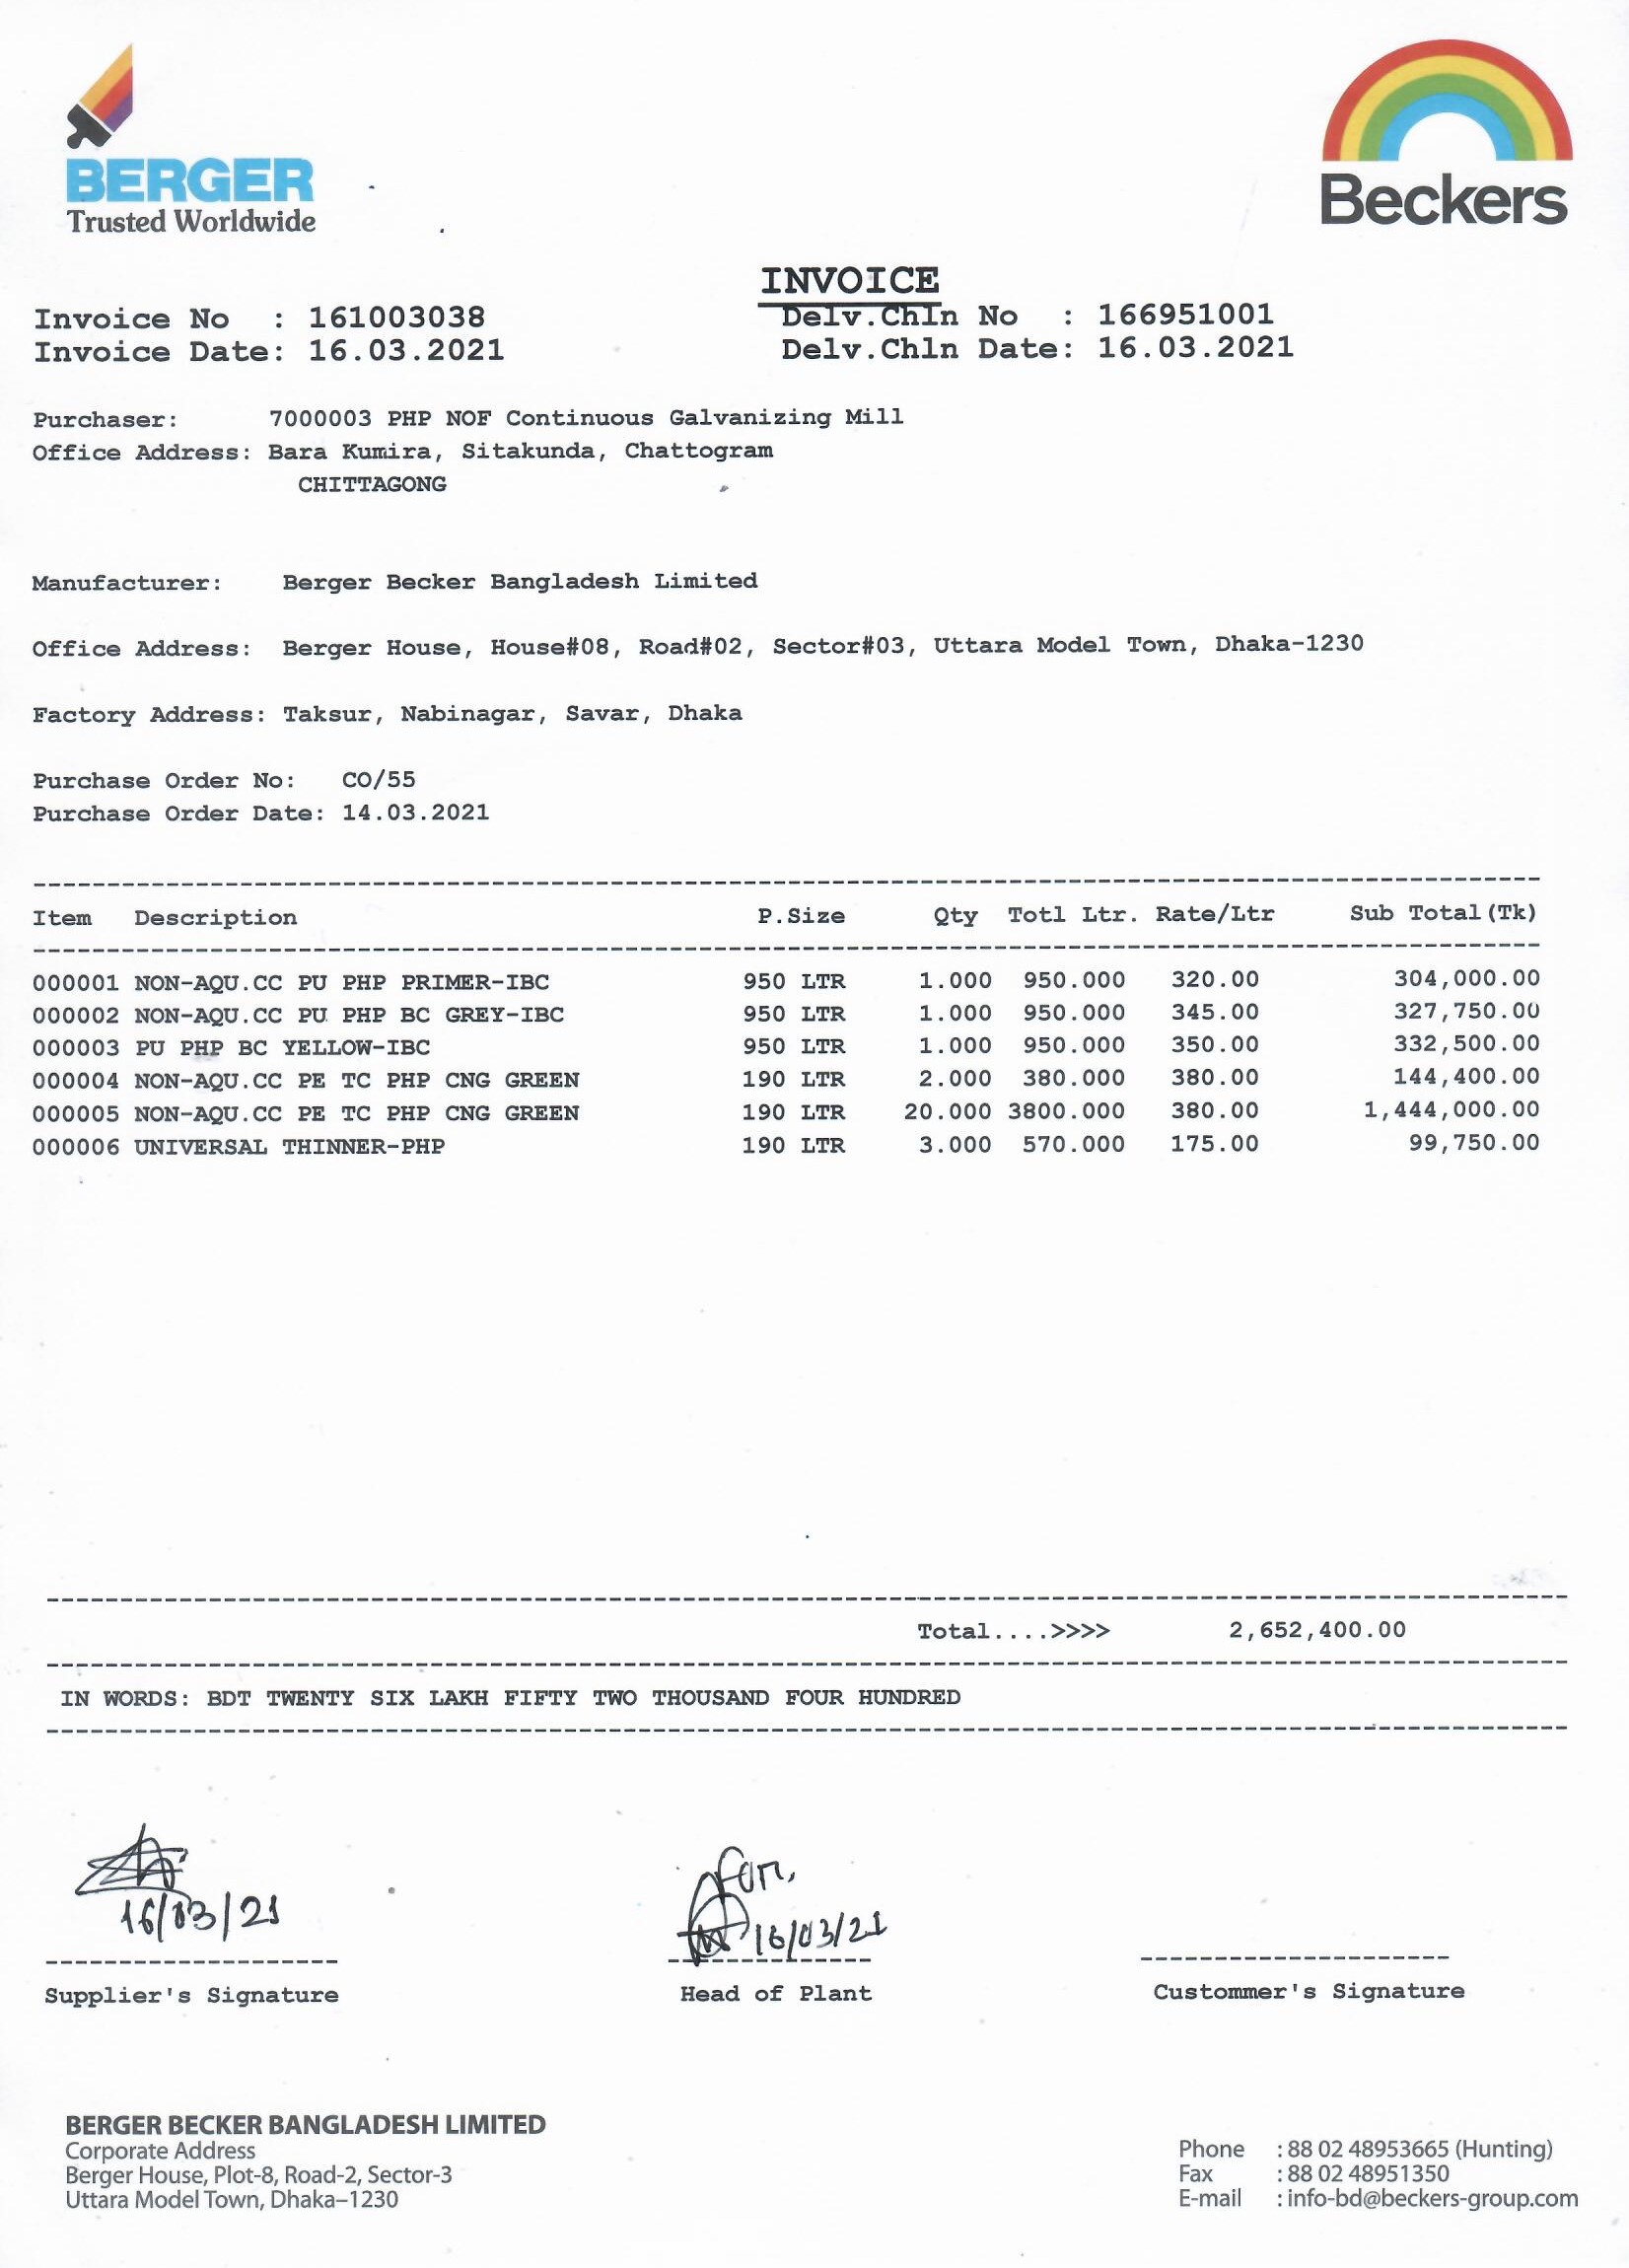 BERGER
Trusted Worldwide
Beckers
INVOICE
Invoice No : 161003038
Delv.Chln No : 166951001
Invoice Date: 16.03.2021
Delv.Chln Date: 16.03.2021
Purchaser: 7000003 PHP NOF Continuous Galvanizing Mill
Office Address: Bara Kumira, Sitakunda, Chattogram
CHITTAGONG
Manufacturer: Berger Becker Bangladesh Limited
Office Address: Berger House, House#08, Road#02, Sector#03, Uttara Model Town, Dhaka-1230
Factory Address: Taksur, Nabinagar, Savar, Dhaka
Purchase Order No: CO/55
Purchase Order Date: 14.03.2021
Item Description P.Size Qty Totl Ltr. Rate/Ltr Sub Total(Tk)
000001 NON-AQU.CC PU PHP PRIMER-IBC 950 LTR 1.000 950.000 320.00 304,000.00
000002 NON-AQU.CC PU PHP BC GREY-IBC 950 LTR 1.000 950.000 345.00 327,750.00
000003 PU PHP BC YELLOW-IBC 950 LTR 1.000 950.000 350.00 332,500.00
000004 NON-AQU.CC PE TC PHP CNG GREEN 190 LTR 2.000 380.000 380.00 144,400.00
000005 NON-AQU.CC PE TC PHP CNG GREEN 190 LTR 20.000 3800.000 380.00 1,444,000.00
000006 UNIVERSAL THINNER-PHP 190 LTR 3.000 570.000 175.00 99,750.00
Total....>>>> 2,652,400.00
IN WORDS: BDT TWENTY SIX LAKH FIFTY TWO THOUSAND FOUR HUNDRED
For,
16/03/21
16/03/21
Supplier's Signature
Head of Plant
Custommer's Signature
BERGER BECKER BANGLADESH LIMITED
Corporate Address
Berger House, Plot-8, Road-2, Sector-3
Uttara Model Town, Dhaka–1230
Phone : 88 02 48953665 (Hunting)
Fax : 88 02 48951350
E-mail : info-bd@beckers-group.com